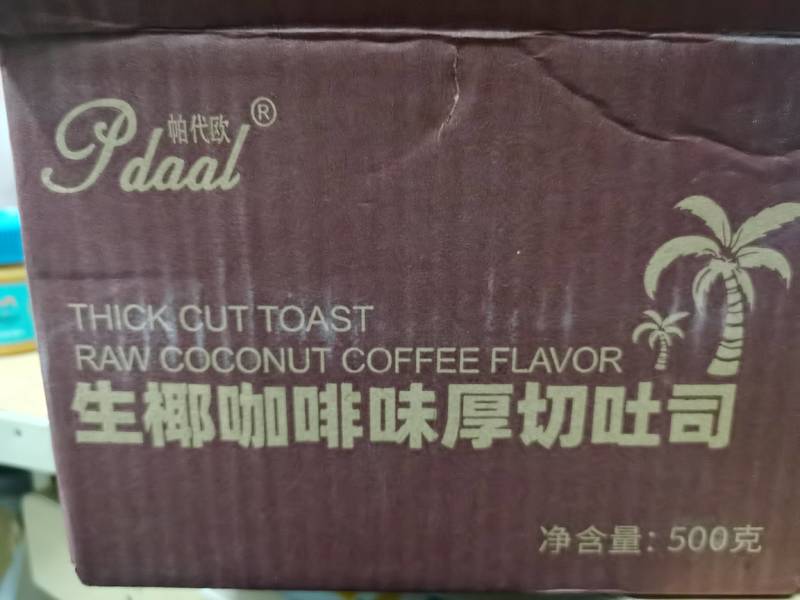 帕代欧®
Pdaal
THICK CUT TOAST
RAW COCONUT COFFEE FLAVOR
生椰咖啡味厚切吐司
净含量：500克